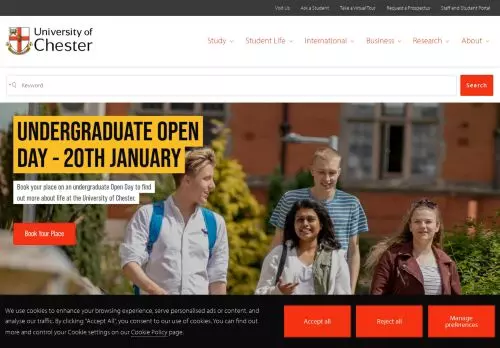 Visit Us Ask a Student Take a Virtual Tour Request a Prospectus Staff and Student Portal
University of
Chester
Study Student Life International Business Research About
Keyword Search
UNDERGRADUATE OPEN
DAY - 20TH JANUARY
Book your place on an undergraduate Open Day to find
out more about life at the University of Chester.
Book Your Place
We use cookies to enhance your browsing experience, serve personalised ads or content, and
analyse our traffic. By clicking "Accept All", you consent to our use of cookies. You can find out
more and control your Cookie settings on our Cookie Policy page.
Accept all
Reject all
Manage
preferences